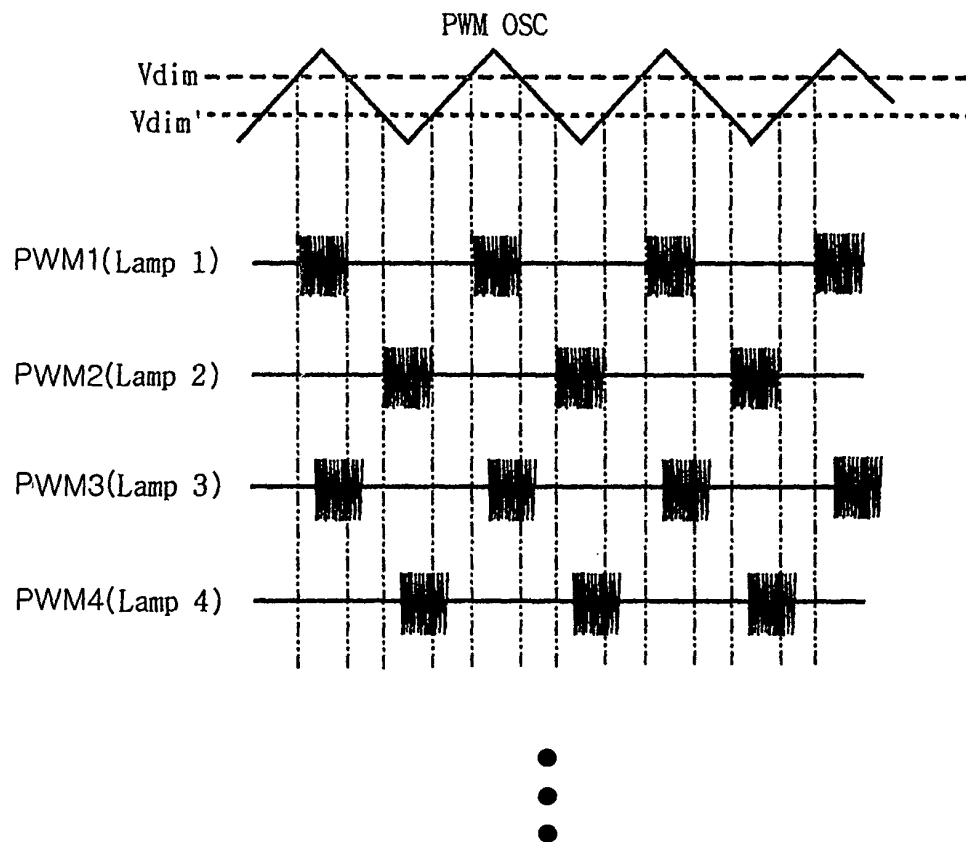 PWM OSC
Vdim
Vdim'
PWM1(Lamp 1)
PWM2(Lamp 2)
PWM3(Lamp 3)
PWM4(Lamp 4)